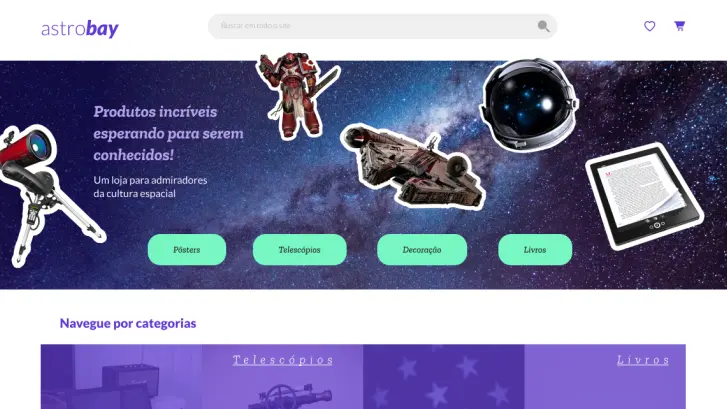 astrobay
Buscar em todo o site
Produtos incríveis
esperando para serem
conhecidos!
Um loja para admiradores
da cultura espacial
Pôsters
Telescópios
Decoração
Livros
Navegue por categorias
Telescópios
Livros